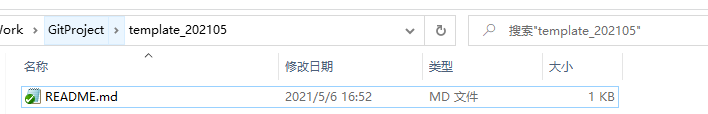 Work › GitProject › template_202105 搜索"template_202105"
名称 修改日期 类型 大小
README.md 2021/5/6 16:52 MD 文件 1 KB